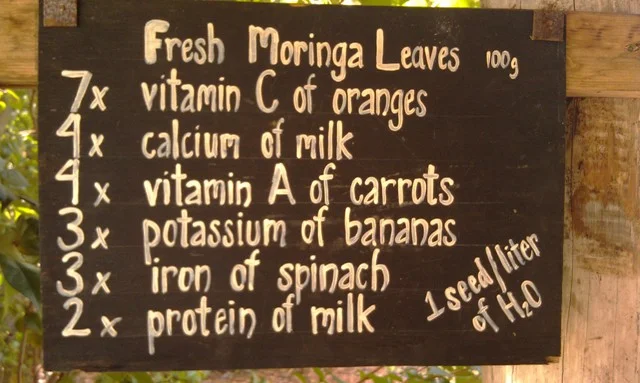 Fresh Moringa Leaves 100g
7x vitamin C of oranges
4x calcium of milk
4x vitamin A of carrots
3x potassium of bananas
3x iron of spinach
2x protein of milk
1 seed/liter
of H₂O